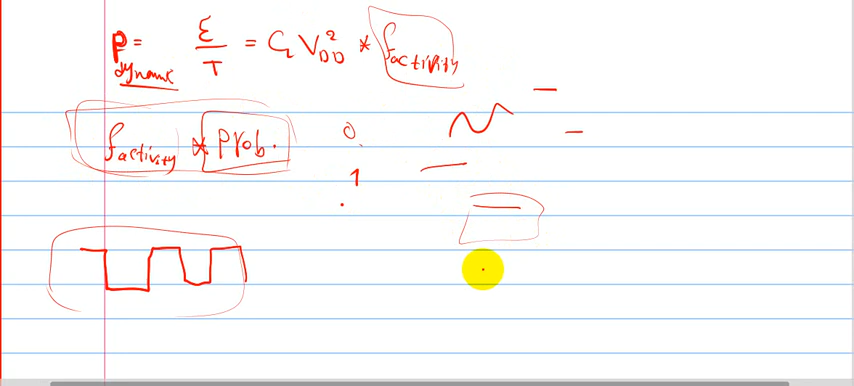 P dynamic = E/T = C_L V_DD^2 * f_activity
f_activity * Prob.
0
1